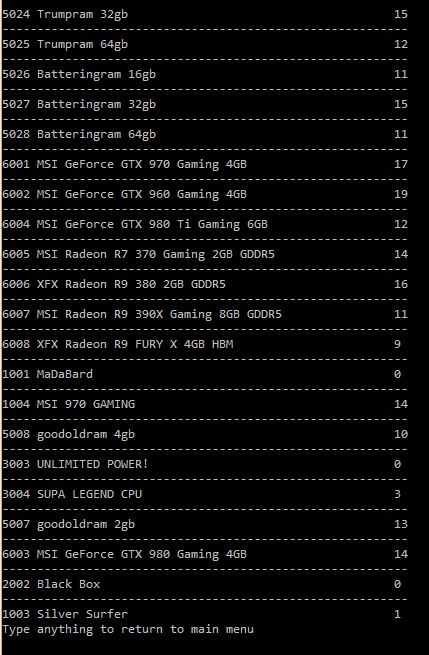 5024 Trumpram 32gb 15
--------------------------------------------------------
5025 Trumpram 64gb 12
--------------------------------------------------------
5026 Batteringram 16gb 11
--------------------------------------------------------
5027 Batteringram 32gb 15
--------------------------------------------------------
5028 Batteringram 64gb 11
--------------------------------------------------------
6001 MSI GeForce GTX 970 Gaming 4GB 17
--------------------------------------------------------
6002 MSI GeForce GTX 960 Gaming 4GB 19
--------------------------------------------------------
6004 MSI GeForce GTX 980 Ti Gaming 6GB 12
--------------------------------------------------------
6005 MSI Radeon R7 370 Gaming 2GB GDDR5 14
--------------------------------------------------------
6006 XFX Radeon R9 380 2GB GDDR5 16
--------------------------------------------------------
6007 MSI Radeon R9 390X Gaming 8GB GDDR5 11
--------------------------------------------------------
6008 XFX Radeon R9 FURY X 4GB HBM 9
--------------------------------------------------------
1001 MaDaBard 0
--------------------------------------------------------
1004 MSI 970 GAMING 14
--------------------------------------------------------
5008 goodoldram 4gb 10
--------------------------------------------------------
3003 UNLIMITED POWER! 0
--------------------------------------------------------
3004 SUPA LEGEND CPU 3
--------------------------------------------------------
5007 goodoldram 2gb 13
--------------------------------------------------------
6003 MSI GeForce GTX 980 Gaming 4GB 14
--------------------------------------------------------
2002 Black Box 0
--------------------------------------------------------
1003 Silver Surfer 1
Type anything to return to main menu